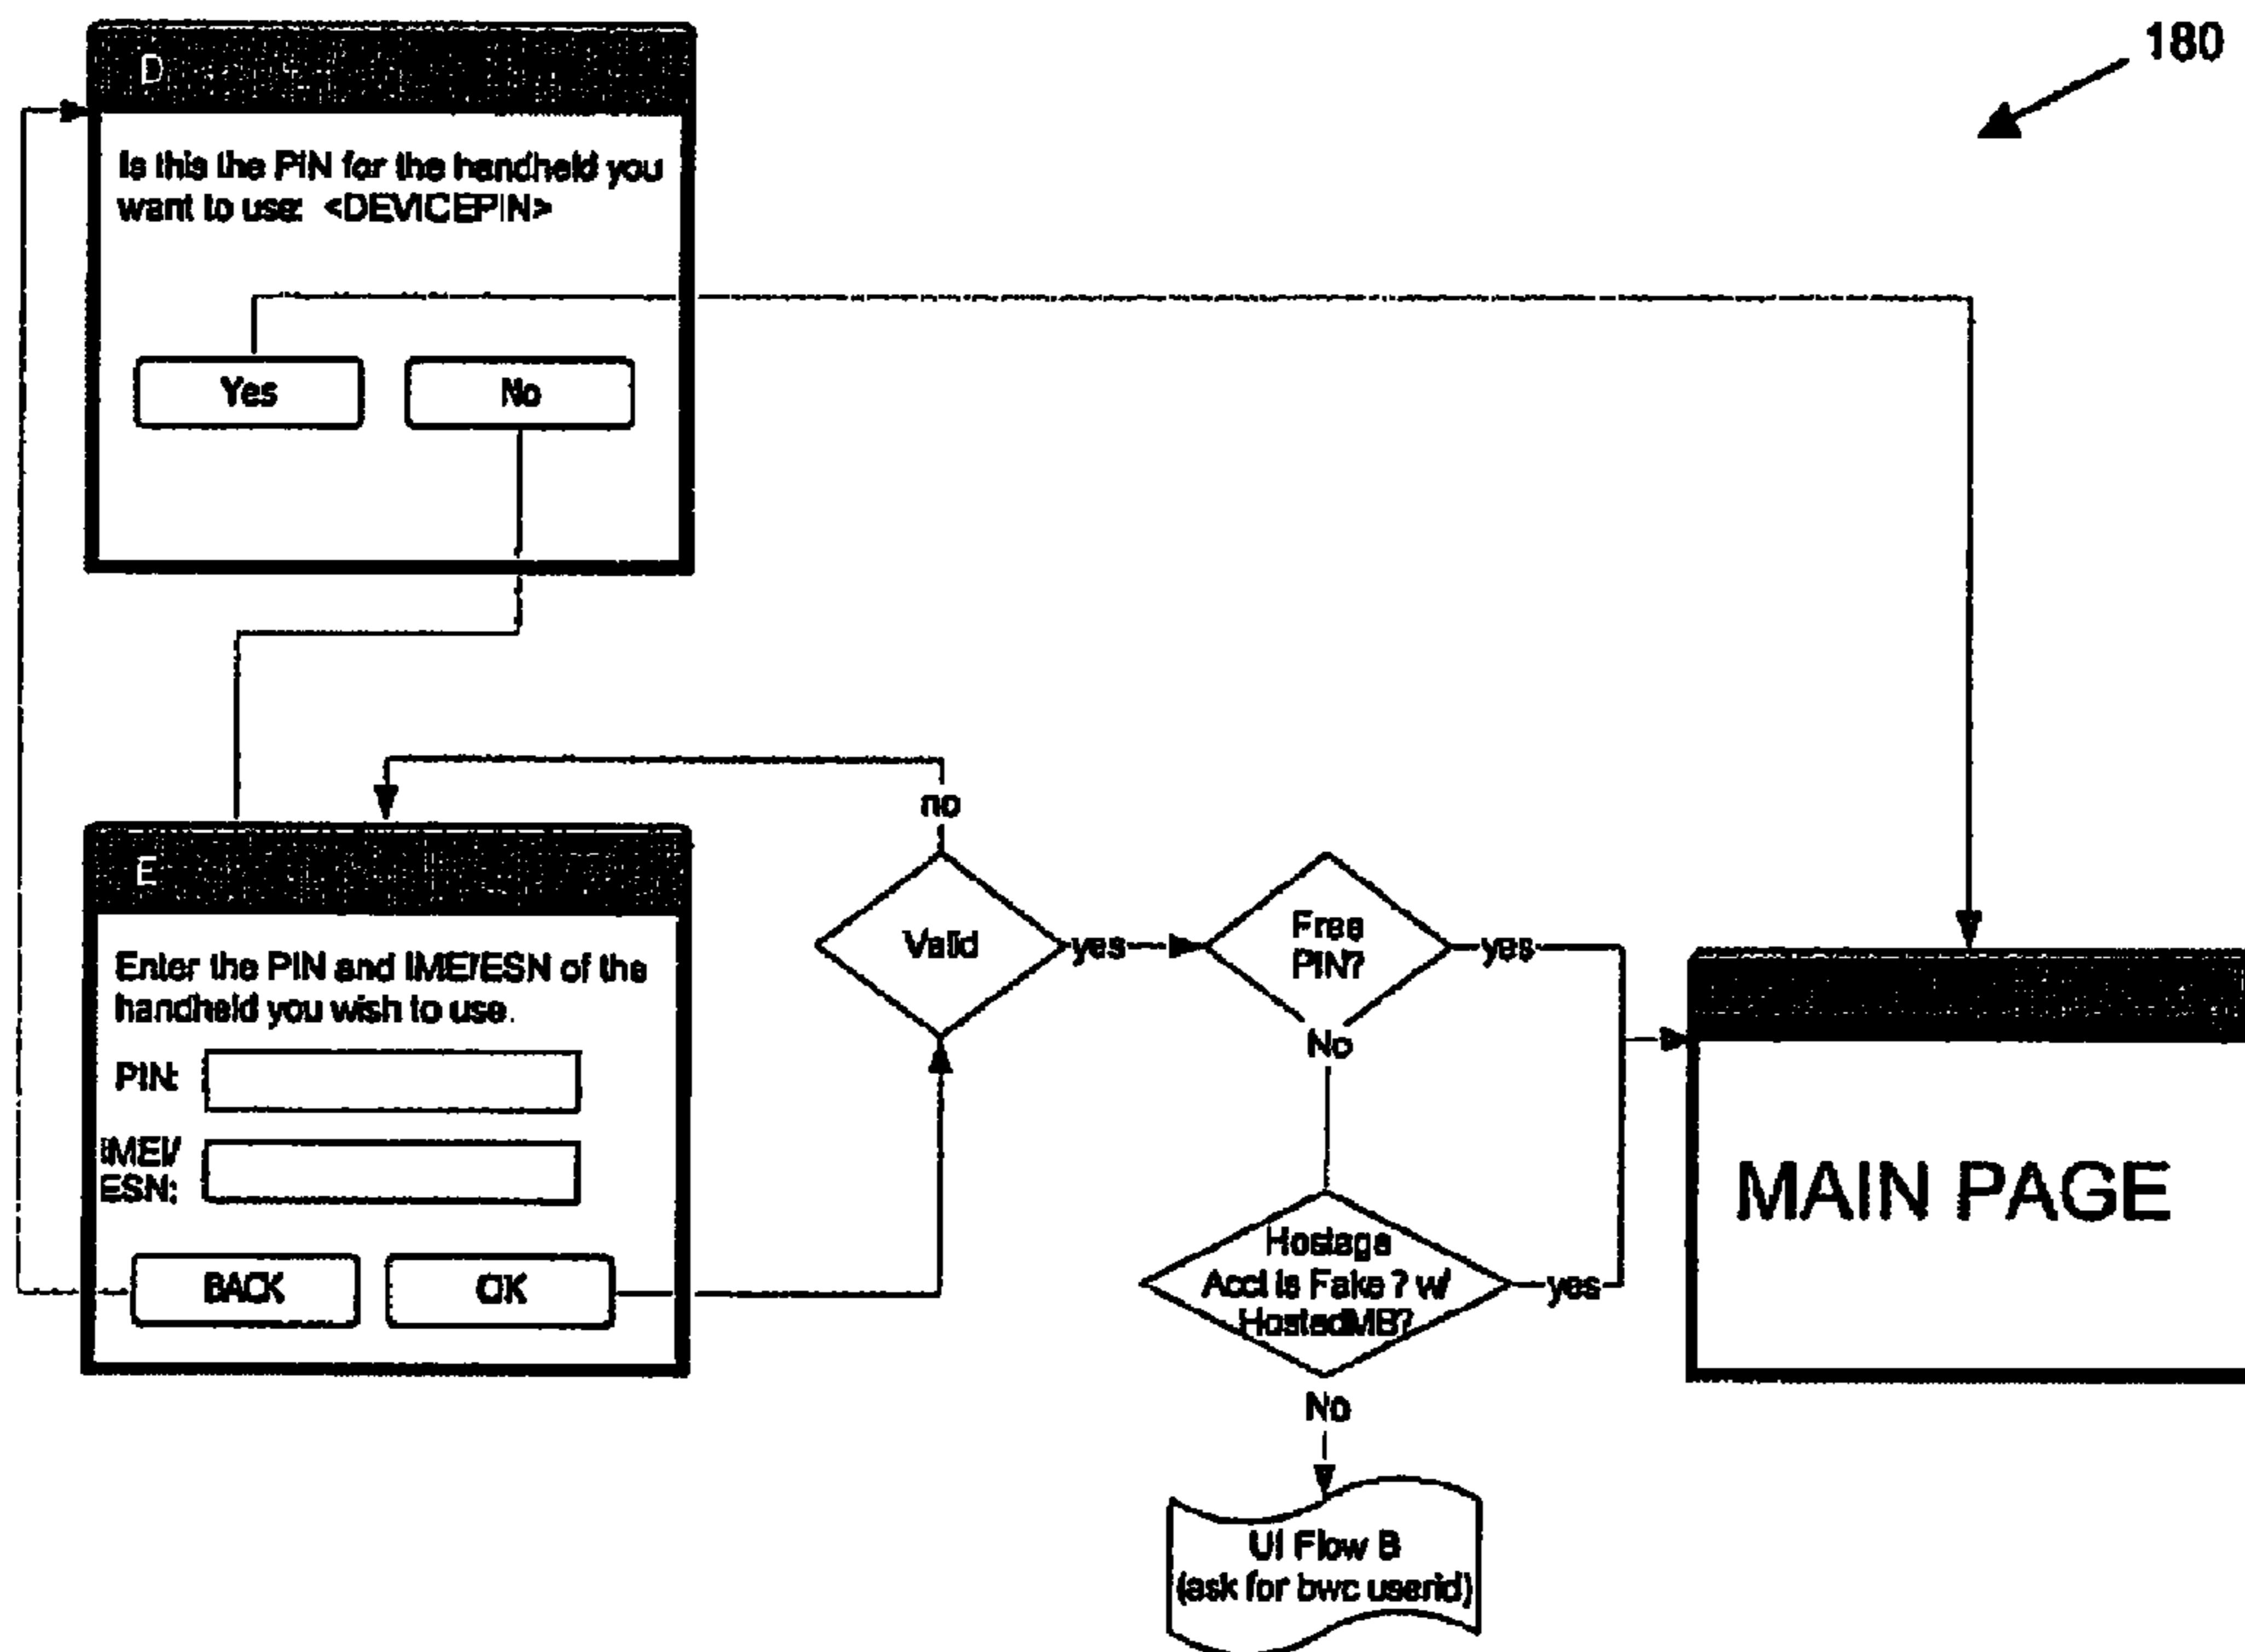 180
D
Is this the PIN for the handheld you
want to use: <DEVICEPIN>
Yes
No
no
E
Enter the PIN and IMEI/ESN of the
handheld you wish to use.
PIN:
IMEI/
ESN:
BACK
OK
Valid
yes
Free
PIN?
yes
No
Hostage
Acct is Fake ? w/
HostedMB?
yes
No
UI Flow B
(ask for bwc userid)
MAIN PAGE